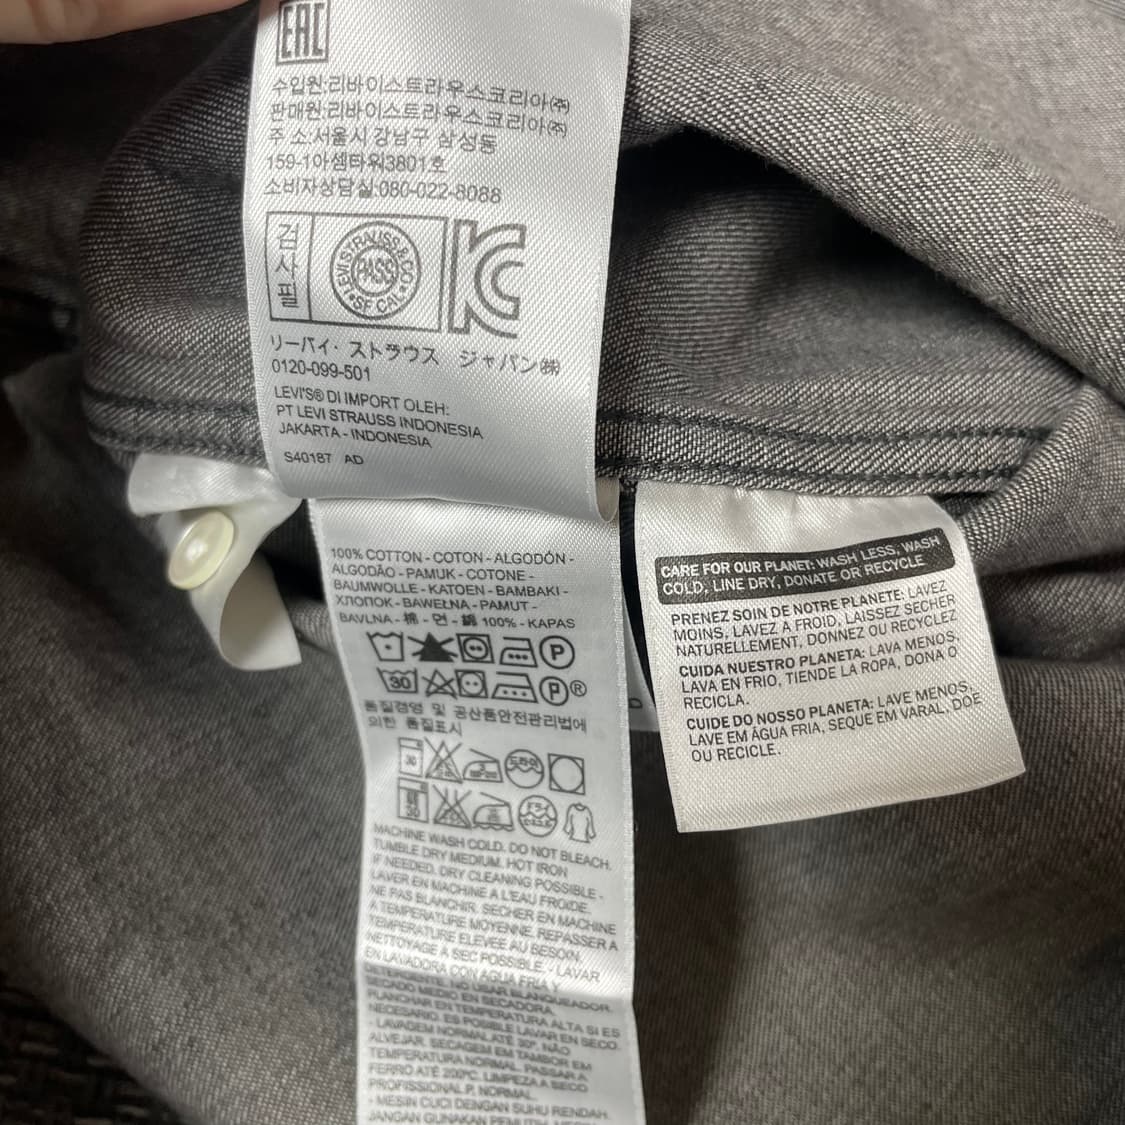 EAC
수입원:리바이스트라우스코리아㈜
판매원:리바이스트라우스코리아㈜
주 소.서울시 강남구 삼성동
159-1아셈타워3801호
소비자상담실:080-022-8088
검사필
LEVI STRAUSS & CO
PASS
SF CAL
KC
リーバイ・ストラウス ジャパン㈱
0120-099-501
LEVI'S® DI IMPORT OLEH:
PT LEVI STRAUSS INDONESIA
JAKARTA - INDONESIA
S40187 AD
100% COTTON - COTON - ALGODÓN -
ALGODÃO - PAMUK - COTONE -
BAUMWOLLE - KATOEN - BAMBAKI -
ХЛОПОК - BAWEŁNA - PAMUT -
BAVLNA - 棉 - 면 - 綿 100% - KAPAS
P
30 P®
품질경영 및 공산품안전관리법에
의한 품질표시
30 드라이
30 ドライ
MACHINE WASH COLD. DO NOT BLEACH.
TUMBLE DRY MEDIUM. HOT IRON
IF NEEDED. DRY CLEANING POSSIBLE -
LAVER EN MACHINE A L'EAU FROIDE.
NE PAS BLANCHIR. SECHER EN MACHINE
A TEMPERATURE MOYENNE. REPASSER A
TEMPERATURE ELEVEE AU BESOIN.
NETTOYAGE A SEC POSSIBLE. - LAVAR
EN LAVADORA CON AGUA FRIA Y
DETERGENTE. NO USAR BLANQUEADOR.
SECADO MEDIO EN SECADORA.
PLANCHAR EN TEMPERATURA ALTA SI ES
NECESARIO. ES POSIBLE LAVAR EN SECO.
- LAVAGEM NORMAL ATÉ 30°. NÃO
ALVEJAR. SECAGEM EM TAMBOR EM
TEMPERATURA NORMAL. PASSAR A
FERRO ATÉ 200ºC. LIMPEZA A SECO
PROFISSIONAL P. NORMAL.
- MESIN CUCI DENGAN SUHU RENDAH.
JANGAN GUNAKAN PEMUTIH.
CARE FOR OUR PLANET: WASH LESS, WASH
COLD, LINE DRY, DONATE OR RECYCLE
PRENEZ SOIN DE NOTRE PLANETE: LAVEZ
MOINS, LAVEZ A FROID, LAISSEZ SECHER
NATURELLEMENT, DONNEZ OU RECYCLEZ
CUIDA NUESTRO PLANETA: LAVA MENOS,
LAVA EN FRIO, TIENDE LA ROPA, DONA O
RECICLA.
CUIDE DO NOSSO PLANETA: LAVE MENOS,
LAVE EM ÁGUA FRIA, SEQUE EM VARAL, DOE
OU RECICLE.